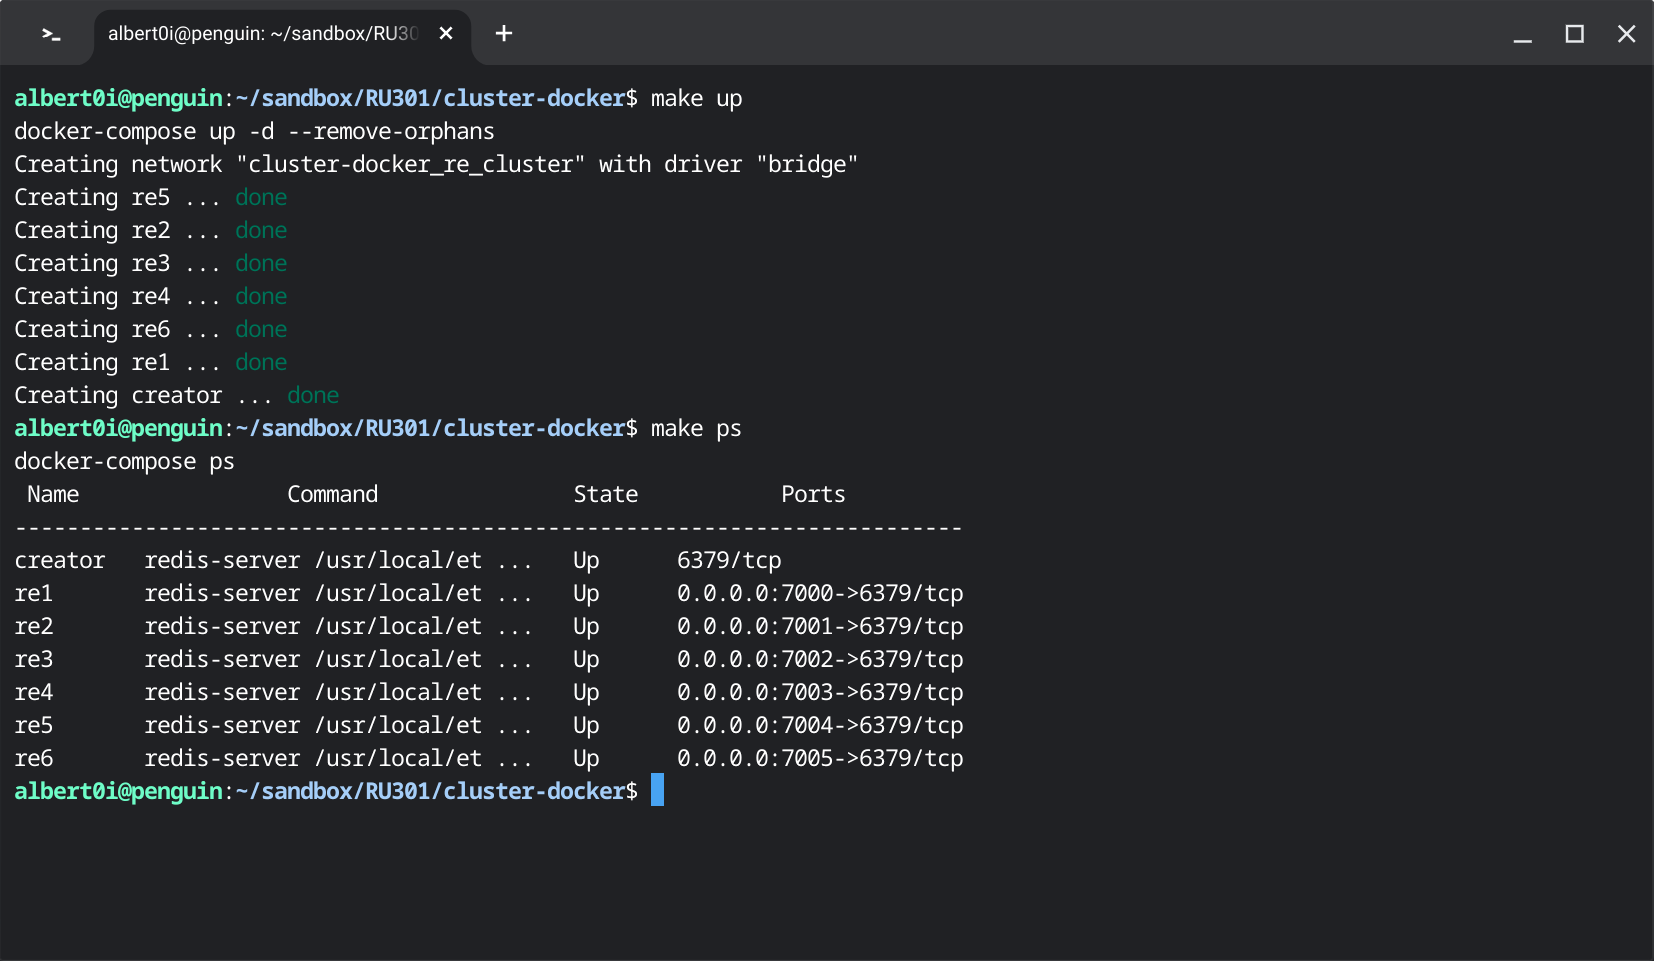 >_ albert0i@penguin: ~/sandbox/RU30
albert0i@penguin:~/sandbox/RU301/cluster-docker$ make up
docker-compose up -d --remove-orphans
Creating network "cluster-docker_re_cluster" with driver "bridge"
Creating re5 ... done
Creating re2 ... done
Creating re3 ... done
Creating re4 ... done
Creating re6 ... done
Creating re1 ... done
Creating creator ... done
albert0i@penguin:~/sandbox/RU301/cluster-docker$ make ps
docker-compose ps
 Name                Command               State           Ports
-------------------------------------------------------------------------
creator   redis-server /usr/local/et ...   Up      6379/tcp
re1       redis-server /usr/local/et ...   Up      0.0.0.0:7000->6379/tcp
re2       redis-server /usr/local/et ...   Up      0.0.0.0:7001->6379/tcp
re3       redis-server /usr/local/et ...   Up      0.0.0.0:7002->6379/tcp
re4       redis-server /usr/local/et ...   Up      0.0.0.0:7003->6379/tcp
re5       redis-server /usr/local/et ...   Up      0.0.0.0:7004->6379/tcp
re6       redis-server /usr/local/et ...   Up      0.0.0.0:7005->6379/tcp
albert0i@penguin:~/sandbox/RU301/cluster-docker$